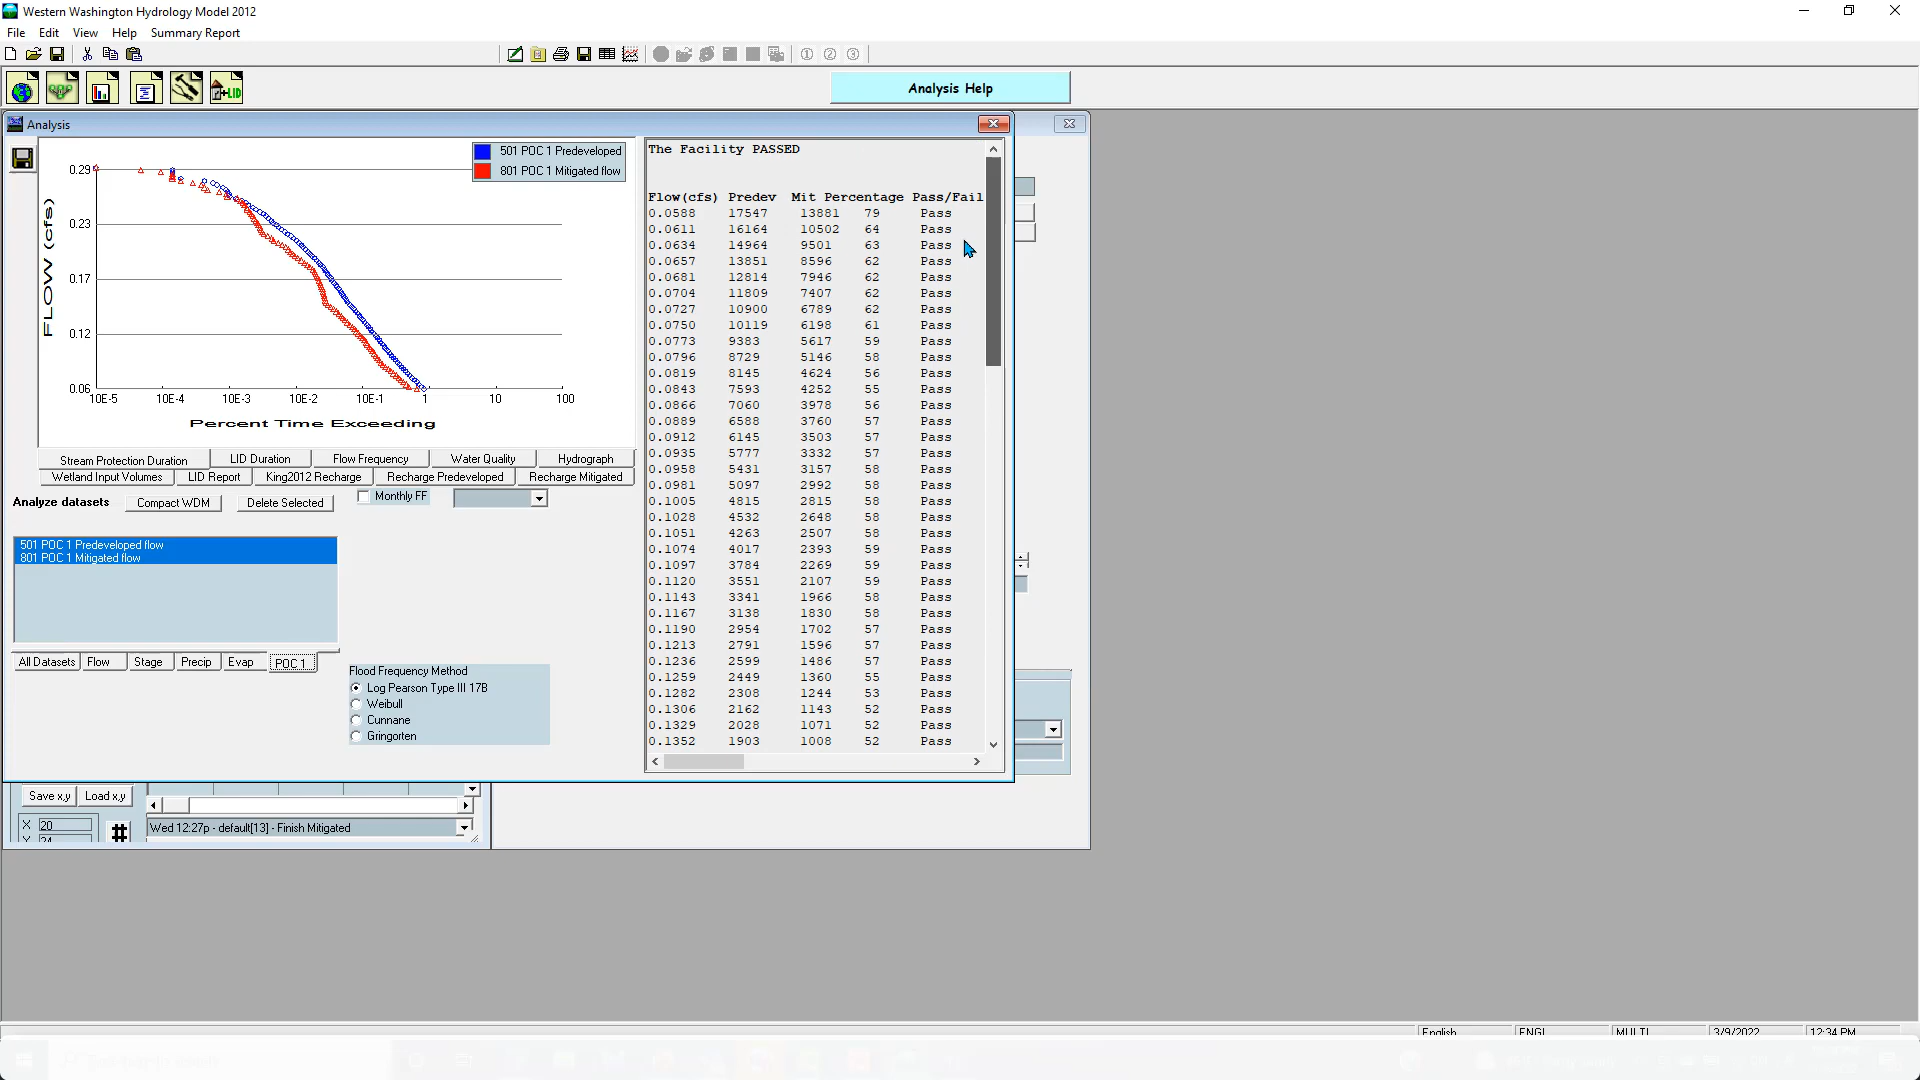 Western Washington Hydrology Model 2012
File Edit View Help Summary Report
Analysis Help
Analysis
501 POC 1 Predeveloped
801 POC 1 Mitigated flow
FLOW (cfs)
0.29
0.23
0.17
0.12
0.06
10E-5 10E-4 10E-3 10E-2 10E-1 1 10 100
Percent Time Exceeding
Stream Protection Duration LID Duration Flow Frequency Water Quality Hydrograph
Wetland Input Volumes LID Report King2012 Recharge Recharge Predeveloped Recharge Mitigated
Analyze datasets Compact WDM Delete Selected Monthly FF
501 POC 1 Predeveloped flow
801 POC 1 Mitigated flow
All Datasets Flow Stage Precip Evap POC 1
Flood Frequency Method
Log Pearson Type III 17B
Weibull
Cunnane
Gringorten
The Facility PASSED
Flow(cfs) Predev Mit Percentage Pass/Fail
0.0588 17547 13881 79 Pass
0.0611 16164 10502 64 Pass
0.0634 14964 9501 63 Pass
0.0657 13851 8596 62 Pass
0.0681 12814 7946 62 Pass
0.0704 11809 7407 62 Pass
0.0727 10900 6789 62 Pass
0.0750 10119 6198 61 Pass
0.0773 9383 5617 59 Pass
0.0796 8729 5146 58 Pass
0.0819 8145 4624 56 Pass
0.0843 7593 4252 55 Pass
0.0866 7060 3978 56 Pass
0.0889 6588 3760 57 Pass
0.0912 6145 3503 57 Pass
0.0935 5777 3332 57 Pass
0.0958 5431 3157 58 Pass
0.0981 5097 2992 58 Pass
0.1005 4815 2815 58 Pass
0.1028 4532 2648 58 Pass
0.1051 4263 2507 58 Pass
0.1074 4017 2393 59 Pass
0.1097 3784 2269 59 Pass
0.1120 3551 2107 59 Pass
0.1143 3341 1966 58 Pass
0.1167 3138 1830 58 Pass
0.1190 2954 1702 57 Pass
0.1213 2791 1596 57 Pass
0.1236 2599 1486 57 Pass
0.1259 2449 1360 55 Pass
0.1282 2308 1244 53 Pass
0.1306 2162 1143 52 Pass
0.1329 2028 1071 52 Pass
0.1352 1903 1008 52 Pass
Save x,y Load x,y
X 20
Y 24
#
Wed 12:27p - default[13] - Finish Mitigated
English ENGL MULTI 3/9/2022 12:34 PM